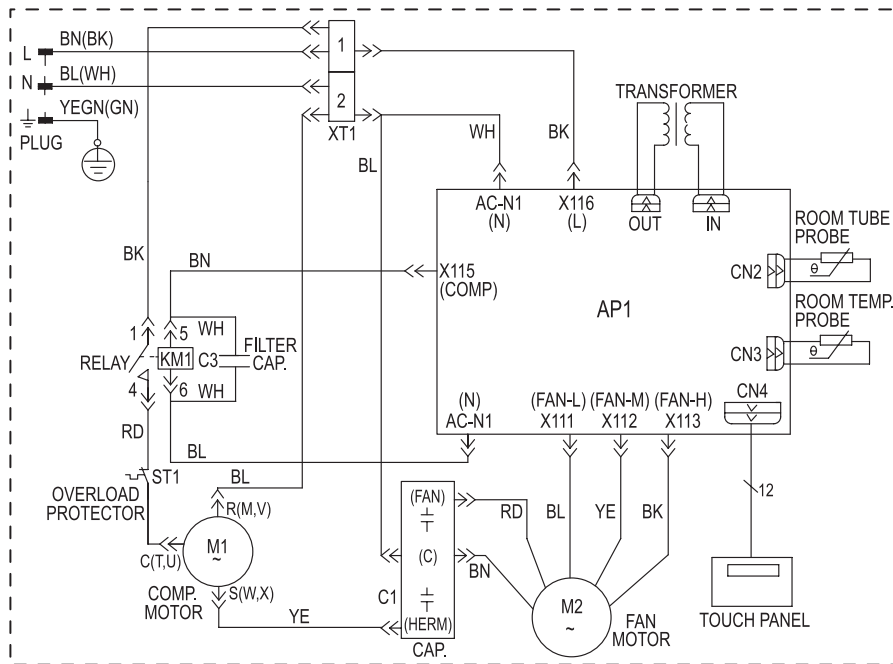 BN(BK)
L
1
BL(WH)
N
TRANSFORMER
YEGN(GN)
2
PLUG
XT1
WH
BK
BL
AC-N1
(N)
X116
(L)
OUT
IN
ROOM TUBE
PROBE
BK
BN
X115
(COMP)
CN2
θ
AP1
ROOM TEMP.
PROBE
1
5
WH
RELAY
KM1
C3
FILTER
CAP.
CN3
θ
4
6
WH
CN4
(N)
AC-N1
(FAN-L)
X111
(FAN-M)
X112
(FAN-H)
X113
RD
BL
ST1
BL
OVERLOAD
PROTECTOR
R(M,V)
(FAN)
RD
BL
YE
BK
12
M1
~
C(T,U)
(C)
BN
COMP.
MOTOR
S(W,X)
C1
M2
~
FAN
MOTOR
TOUCH PANEL
YE
(HERM)
CAP.